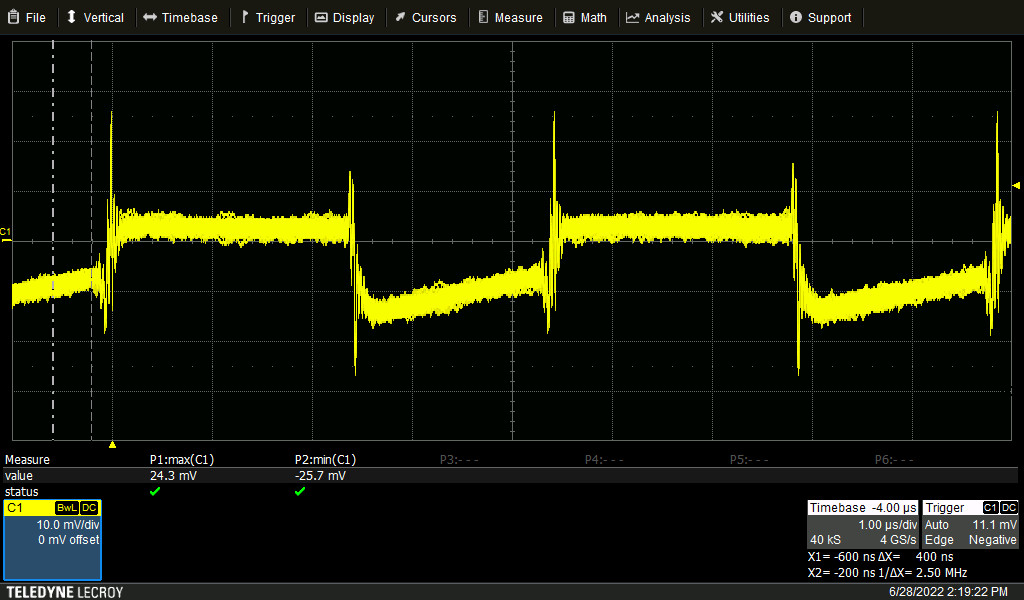 File Vertical Timebase Trigger Display Cursors Measure Math Analysis Utilities Support
C1
Measure P1:max(C1) P2:min(C1) P3:--- P4:--- P5:--- P6:---
value 24.3 mV -25.7 mV
status
C1 BwL DC
10.0 mV/div
0 mV offset
Timebase -4.00 µs
1.00 µs/div
40 kS 4 GS/s
Trigger C1 DC
Auto 11.1 mV
Edge Negative
X1= -600 ns ΔX= 400 ns
X2= -200 ns 1/ΔX= 2.50 MHz
TELEDYNE LECROY 6/28/2022 2:19:22 PM